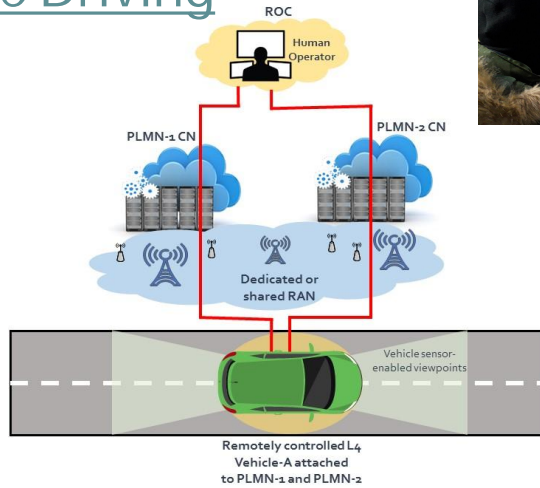 Driving
ROC
Human
Operator
PLMN-1 CN
PLMN-2 CN
Dedicated or
shared RAN
Vehicle sensor-
enabled viewpoints
Remotely controlled L4
Vehicle-A attached
to PLMN-1 and PLMN-2